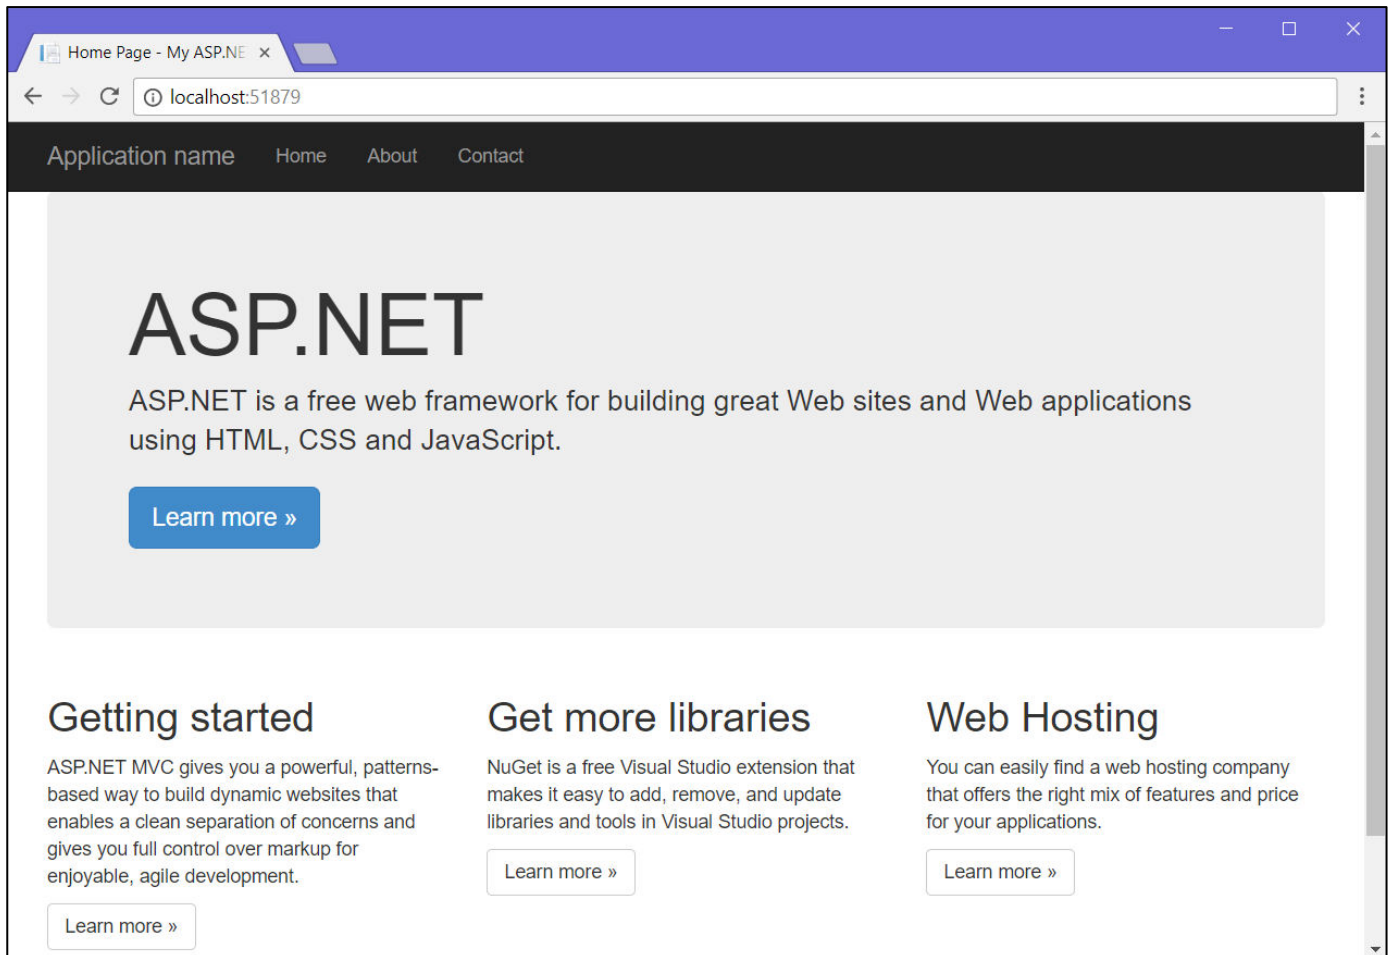 Home Page - My ASP.NE
localhost:51879
Application name Home About Contact
ASP.NET
ASP.NET is a free web framework for building great Web sites and Web applications
using HTML, CSS and JavaScript.
Learn more »
Getting started
ASP.NET MVC gives you a powerful, patterns-
based way to build dynamic websites that
enables a clean separation of concerns and
gives you full control over markup for
enjoyable, agile development.
Learn more »
Get more libraries
NuGet is a free Visual Studio extension that
makes it easy to add, remove, and update
libraries and tools in Visual Studio projects.
Learn more »
Web Hosting
You can easily find a web hosting company
that offers the right mix of features and price
for your applications.
Learn more »